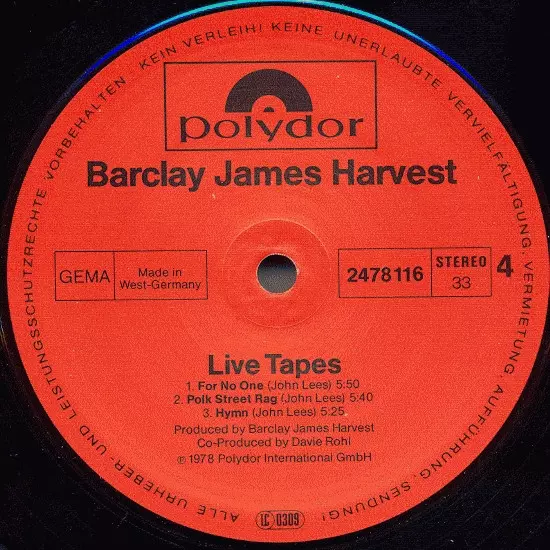 ALLE URHEBER- UND LEISTUNGSSCHUTZRECHTE VORBEHALTEN · KEIN VERLEIH! KEINE UNERLAUBTE VERVIELFÄLTIGUNG, VERMIETUNG, AUFFÜHRUNG, SENDUNG!
polydor
Barclay James Harvest
GEMA
Made in
West-Germany
2478116
STEREO
33
4
Live Tapes
1. For No One (John Lees) 5:50
2. Polk Street Rag (John Lees) 5:40
3. Hymn (John Lees) 5:25
Produced by Barclay James Harvest
Co-Produced by Davie Rohl
℗ 1978 Polydor International GmbH
LC 0309